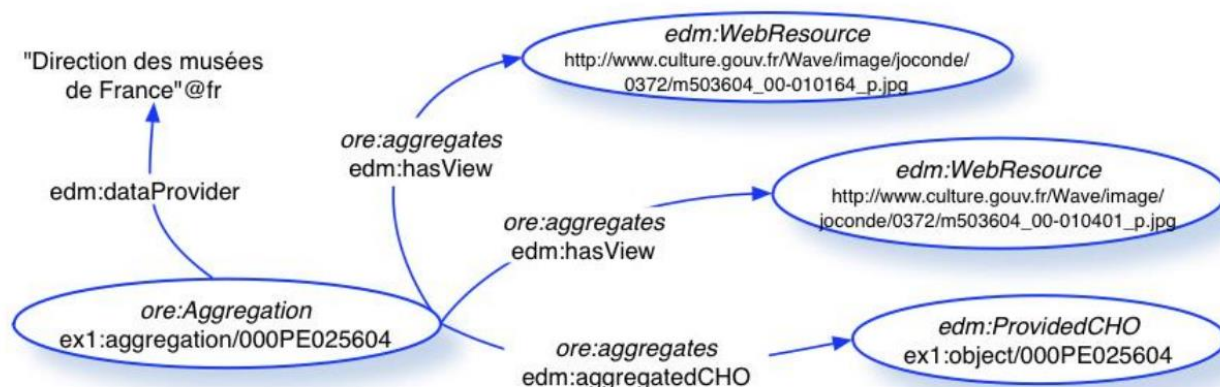 "Direction des musées
de France"@fr
edm:dataProvider
ore:Aggregation
ex1:aggregation/000PE025604
ore:aggregates
edm:hasView
edm:WebResource
http://www.culture.gouv.fr/Wave/image/joconde/
0372/m503604_00-010164_p.jpg
ore:aggregates
edm:hasView
edm:WebResource
http://www.culture.gouv.fr/Wave/image/
joconde/0372/m503604_00-010401_p.jpg
ore:aggregates
edm:aggregatedCHO
edm:ProvidedCHO
ex1:object/000PE025604